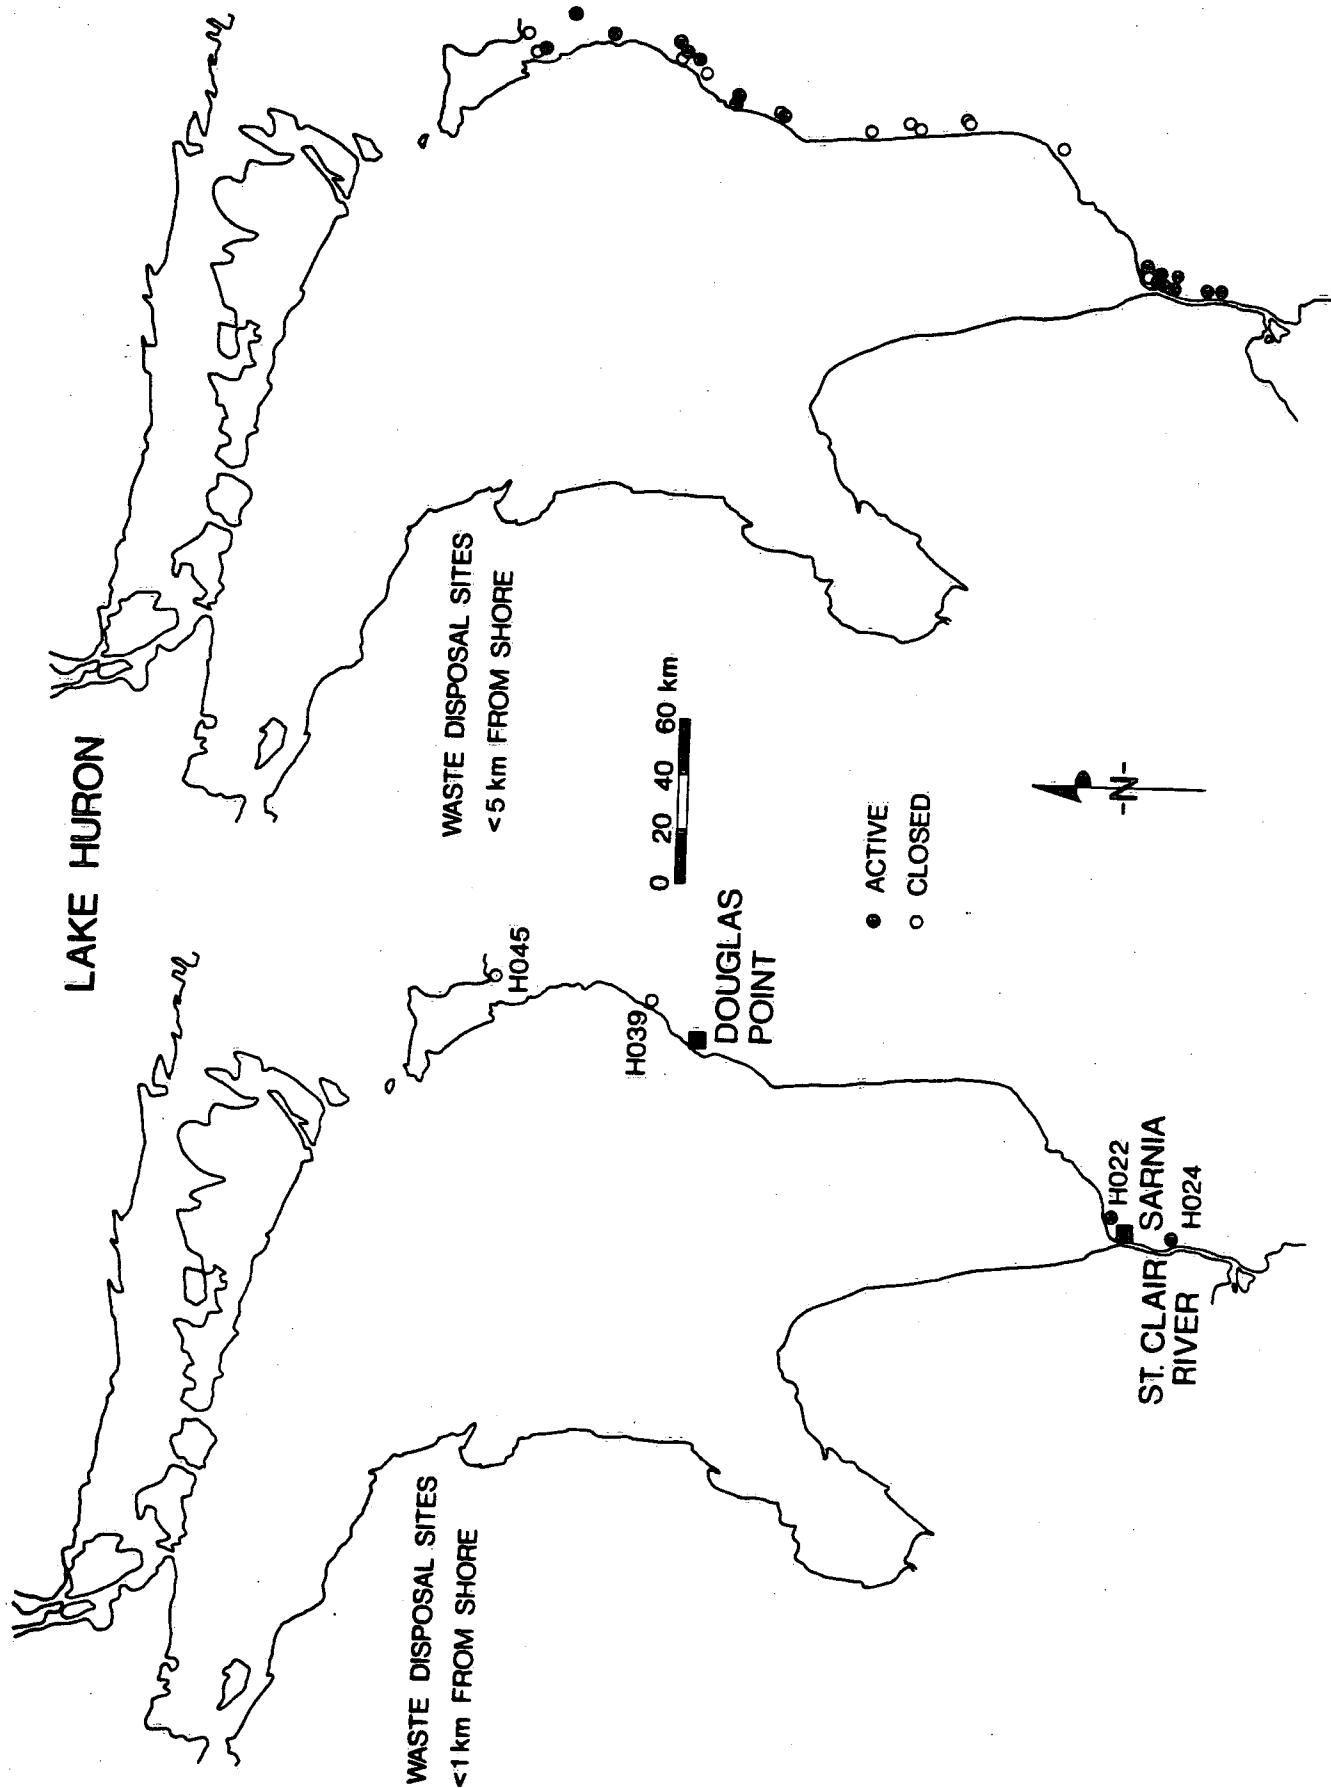 LAKE HURON
WASTE DISPOSAL SITES
<1 km FROM SHORE
H045
H039
DOUGLAS
POINT
H022
SARNIA
H024
ST. CLAIR
RIVER
WASTE DISPOSAL SITES
<5 km FROM SHORE
0 20 40 60 km
ACTIVE
CLOSED
-N-